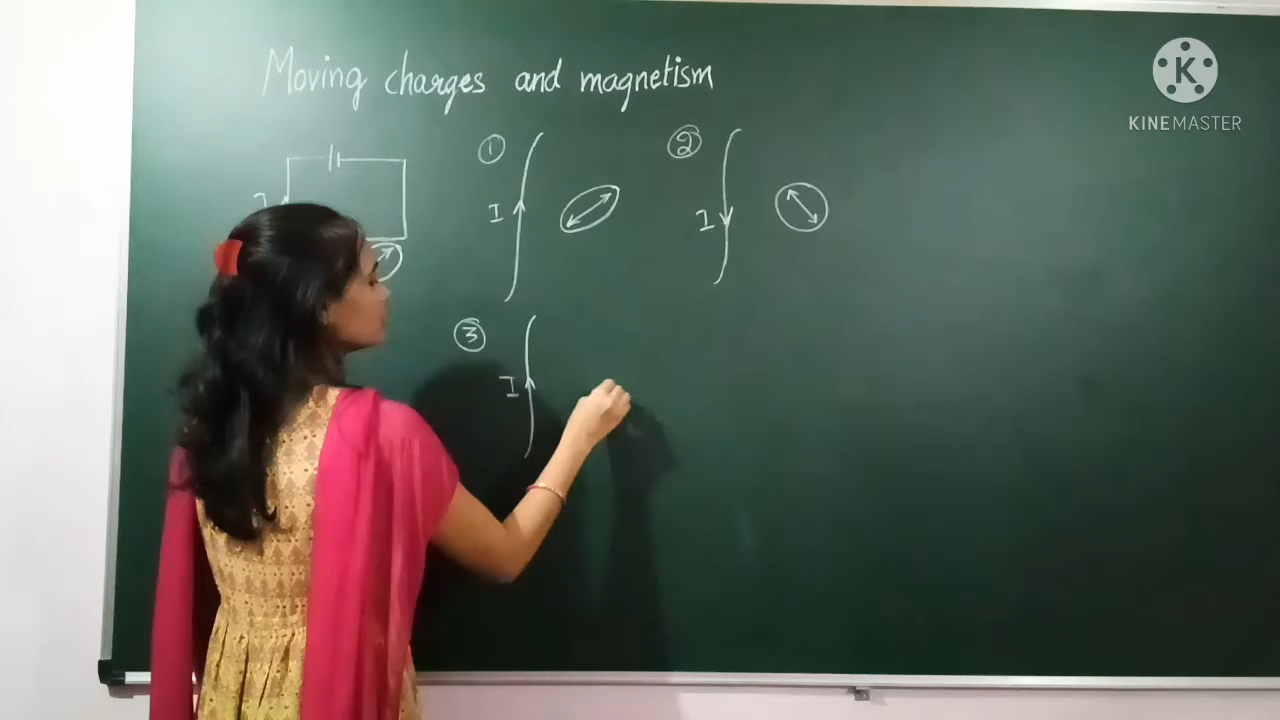 Moving charges and magnetism
K
KINEMASTER
①
I
②
I
③
I